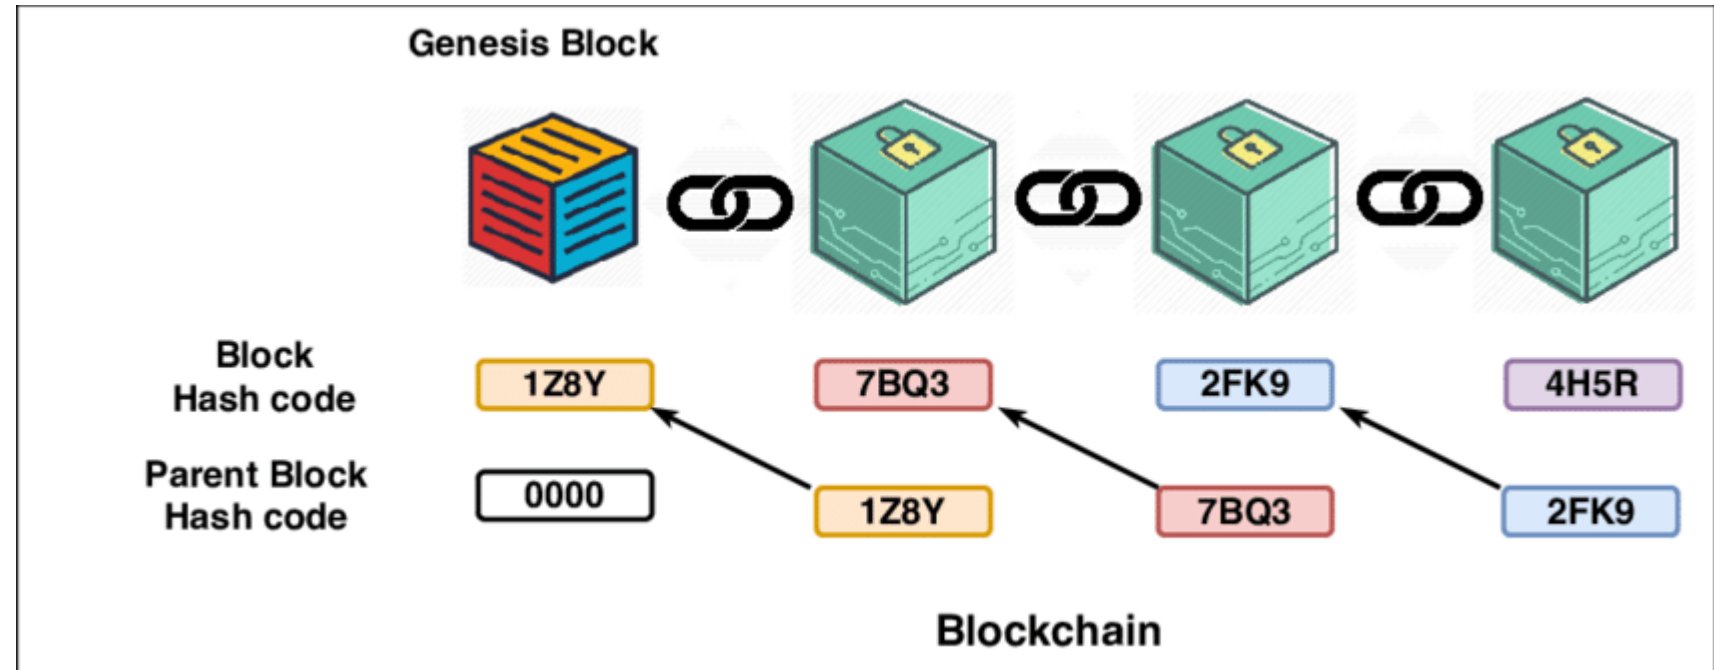 Genesis Block
Block
Hash code
1Z8Y
7BQ3
2FK9
4H5R
Parent Block
Hash code
0000
1Z8Y
7BQ3
2FK9
Blockchain